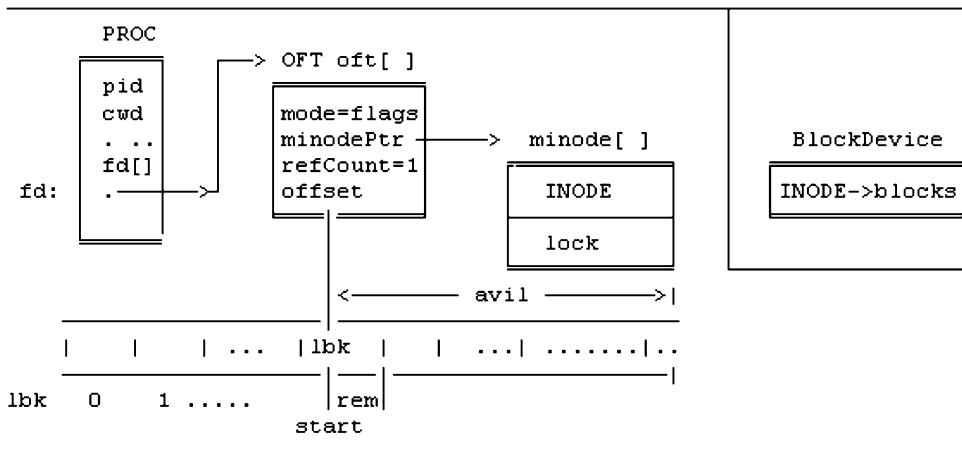 PROC
OFT oft[ ]
pid
cwd
. ..
fd[]
fd: .
mode=flags
minodePtr
refCount=1
offset
minode[ ]
INODE
lock
BlockDevice
INODE->blocks
avil
| | | ... |lbk | | ...| .......|..
lbk 0 1 ..... |rem|
start